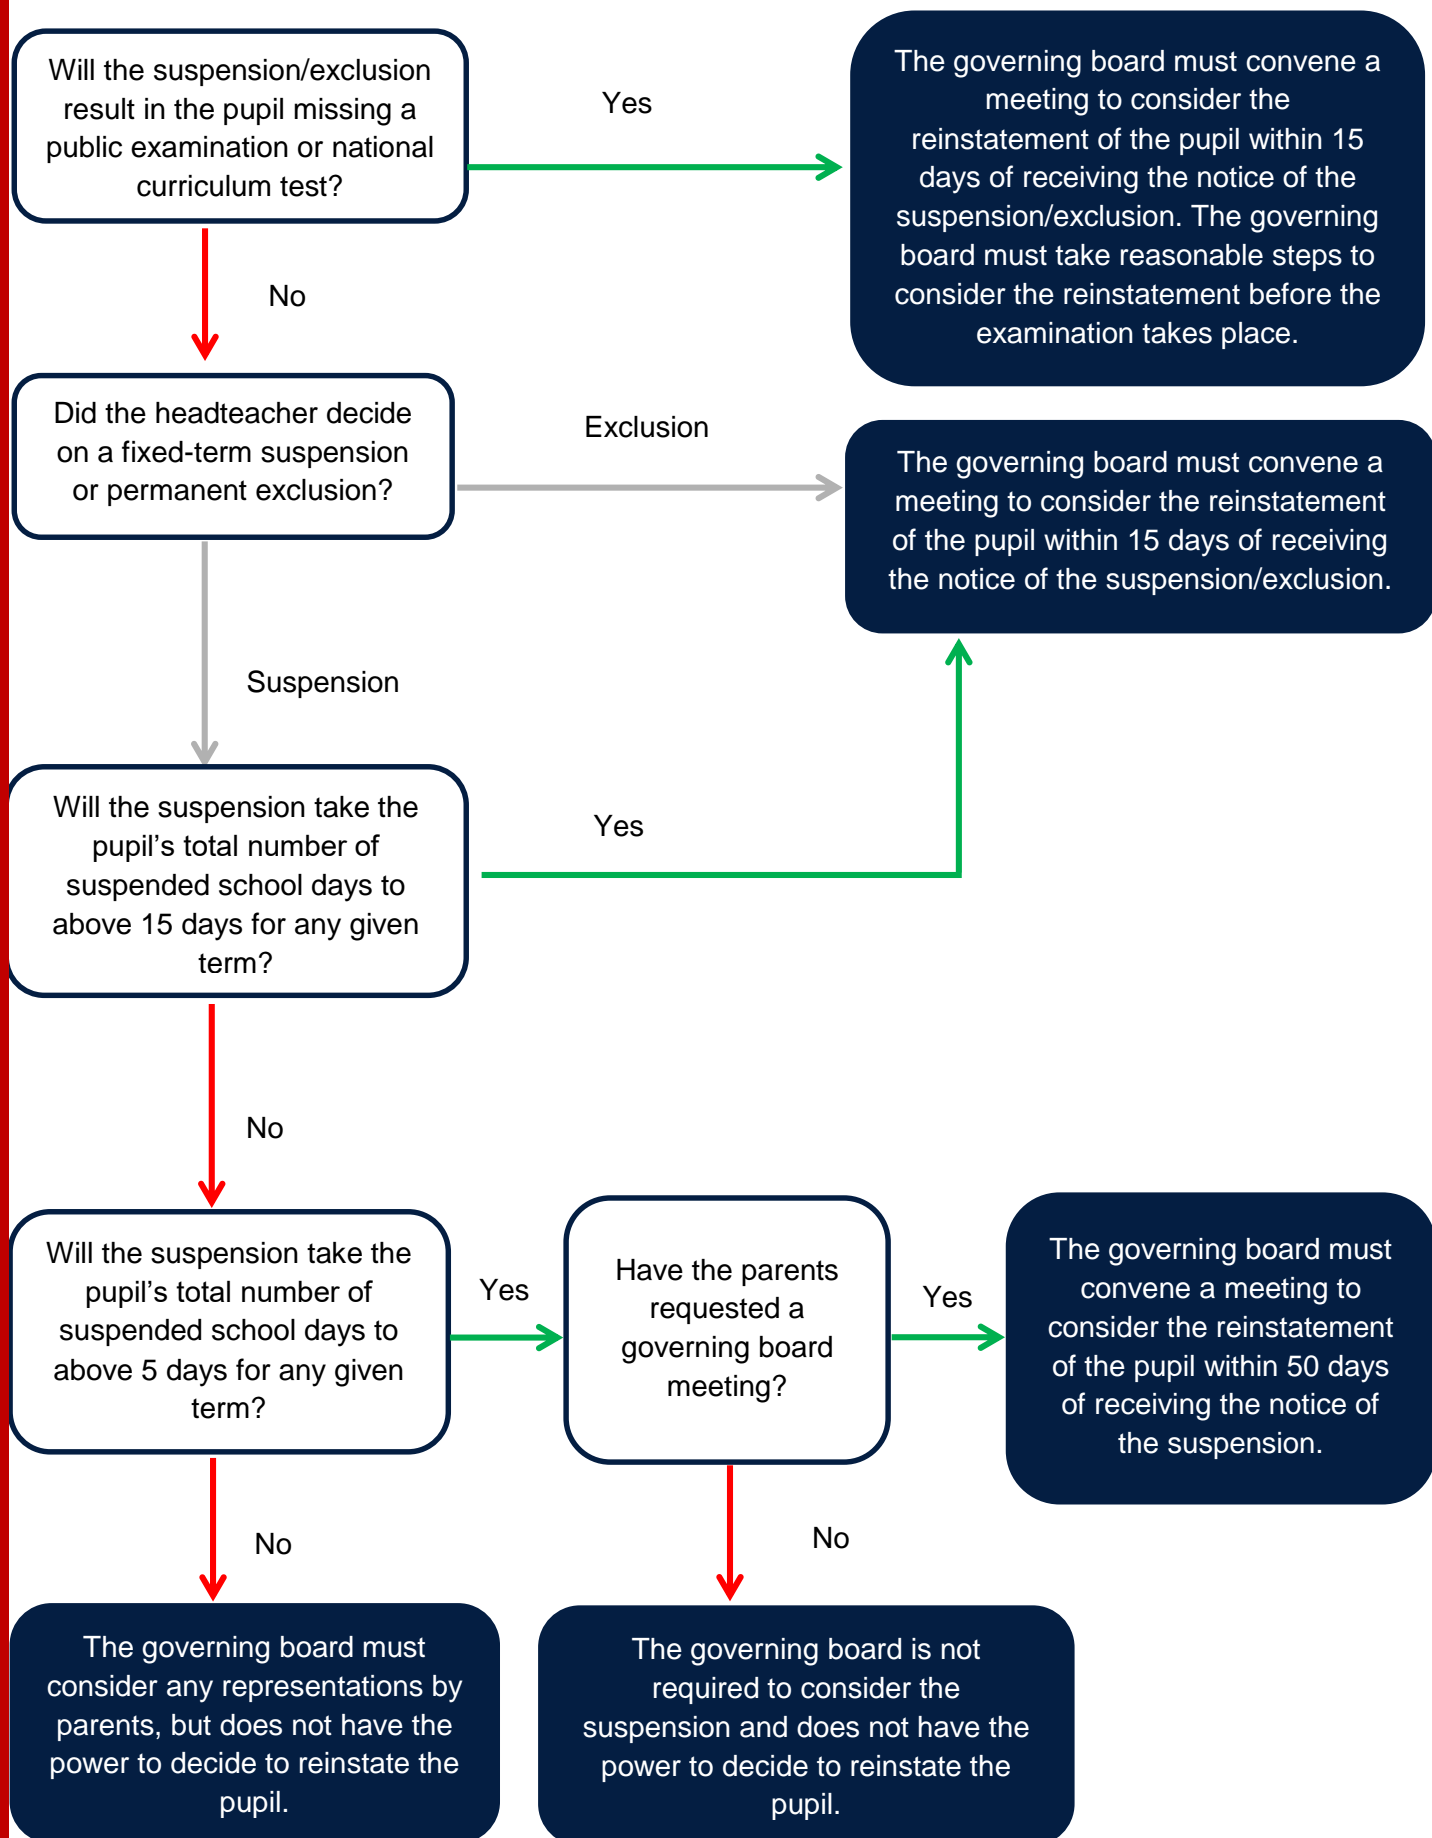 Will the suspension/exclusion
result in the pupil missing a
public examination or national
curriculum test?
Yes
The governing board must convene a
meeting to consider the
reinstatement of the pupil within 15
days of receiving the notice of the
suspension/exclusion. The governing
board must take reasonable steps to
consider the reinstatement before the
examination takes place.
No
Did the headteacher decide
on a fixed-term suspension
or permanent exclusion?
Exclusion
The governing board must convene a
meeting to consider the reinstatement
of the pupil within 15 days of receiving
the notice of the suspension/exclusion.
Suspension
Will the suspension take the
pupil’s total number of
suspended school days to
above 15 days for any given
term?
Yes
No
Will the suspension take the
pupil’s total number of
suspended school days to
above 5 days for any given
term?
Yes
Have the parents
requested a
governing board
meeting?
Yes
The governing board must
convene a meeting to
consider the reinstatement
of the pupil within 50 days
of receiving the notice of
the suspension.
No
No
The governing board must
consider any representations by
parents, but does not have the
power to decide to reinstate the
pupil.
The governing board is not
required to consider the
suspension and does not have the
power to decide to reinstate the
pupil.